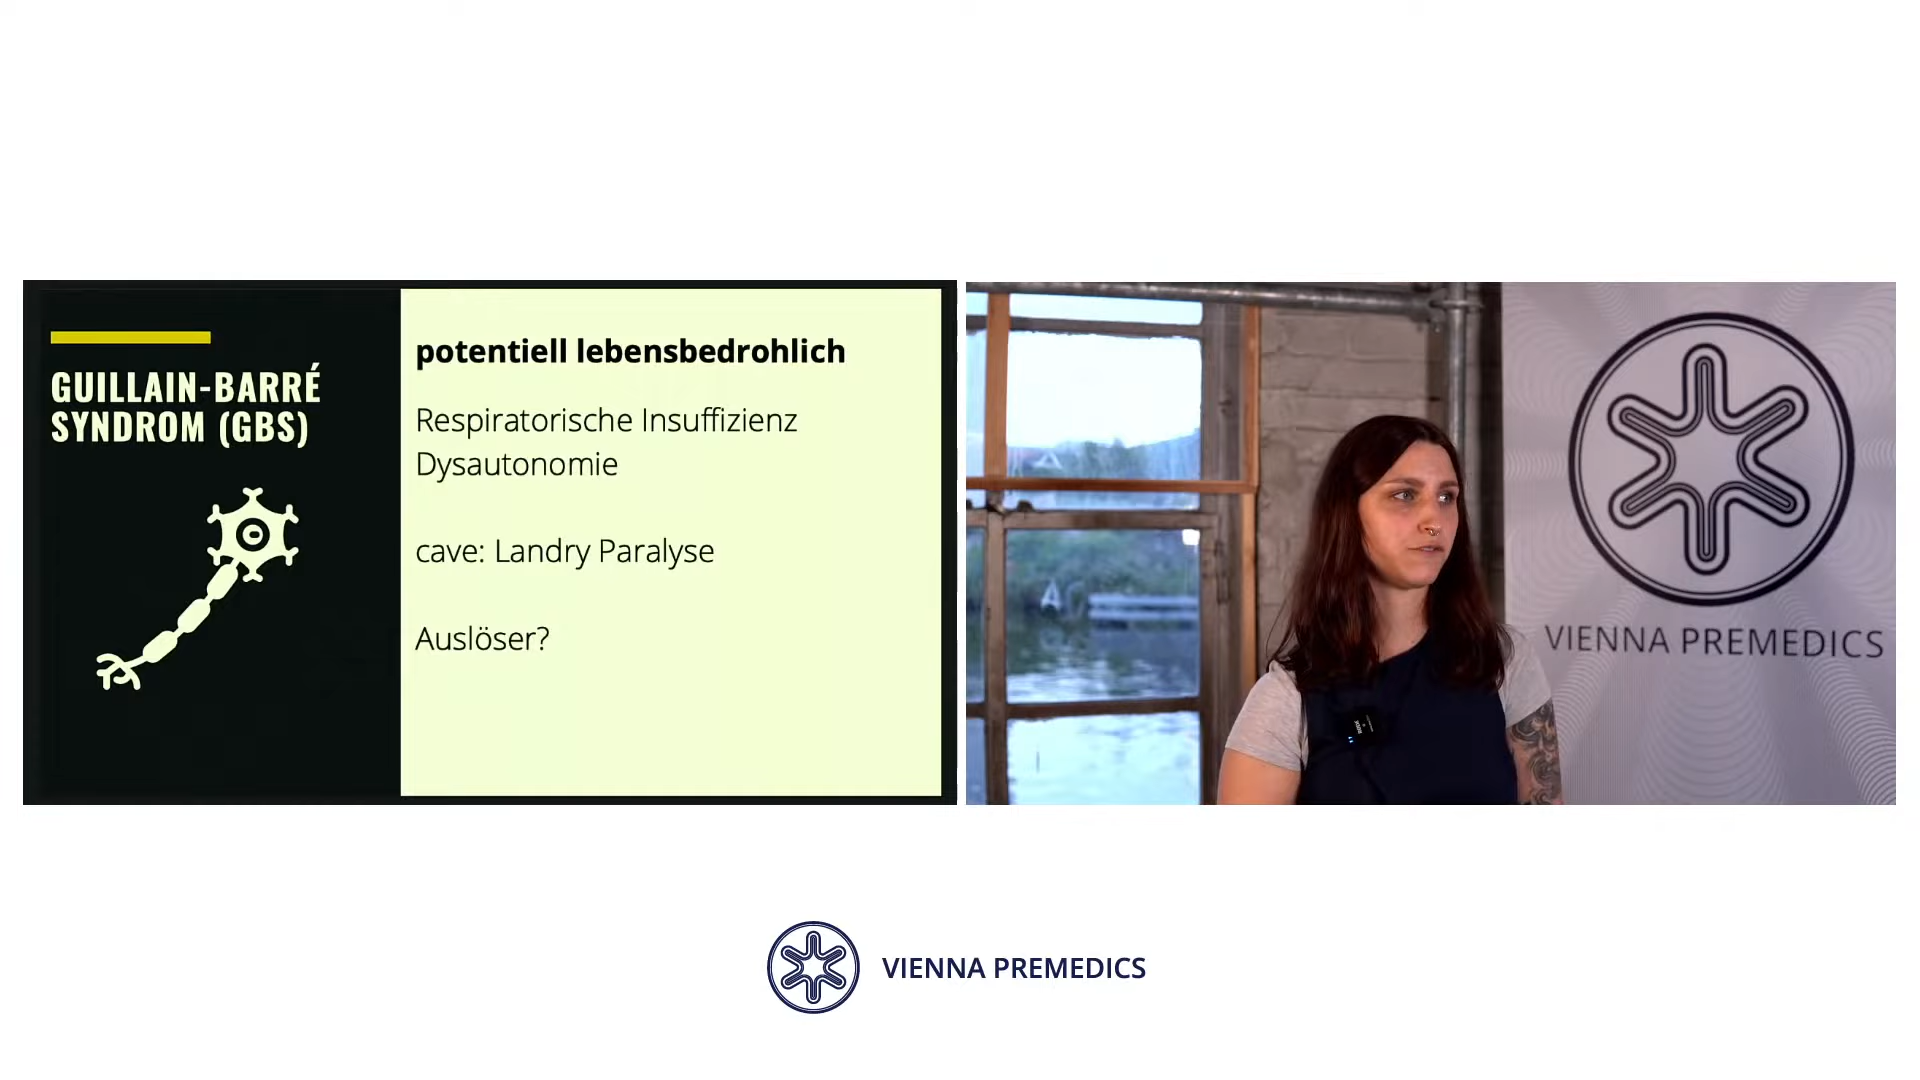 GUILLAIN-BARRÉ
SYNDROM (GBS)
potentiell lebensbedrohlich
Respiratorische Insuffizienz
Dysautonomie
cave: Landry Paralyse
Auslöser?
VIENNA PREMEDICS
VIENNA PREMEDICS